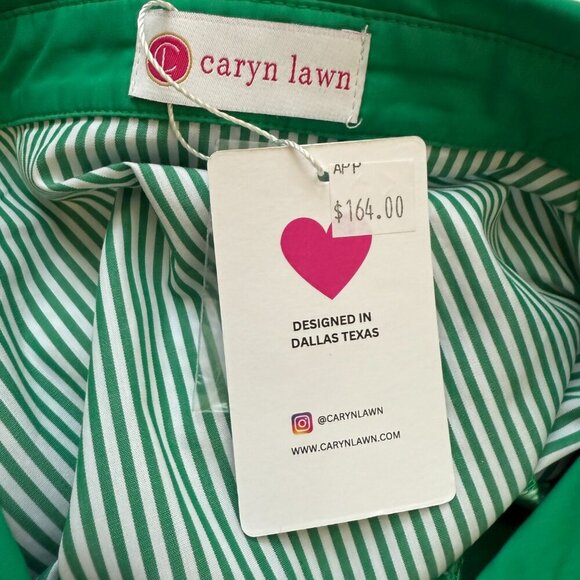 caryn lawn
APP
$164.00
DESIGNED IN
DALLAS TEXAS
@CARYNLAWN
WWW.CARYNLAWN.COM